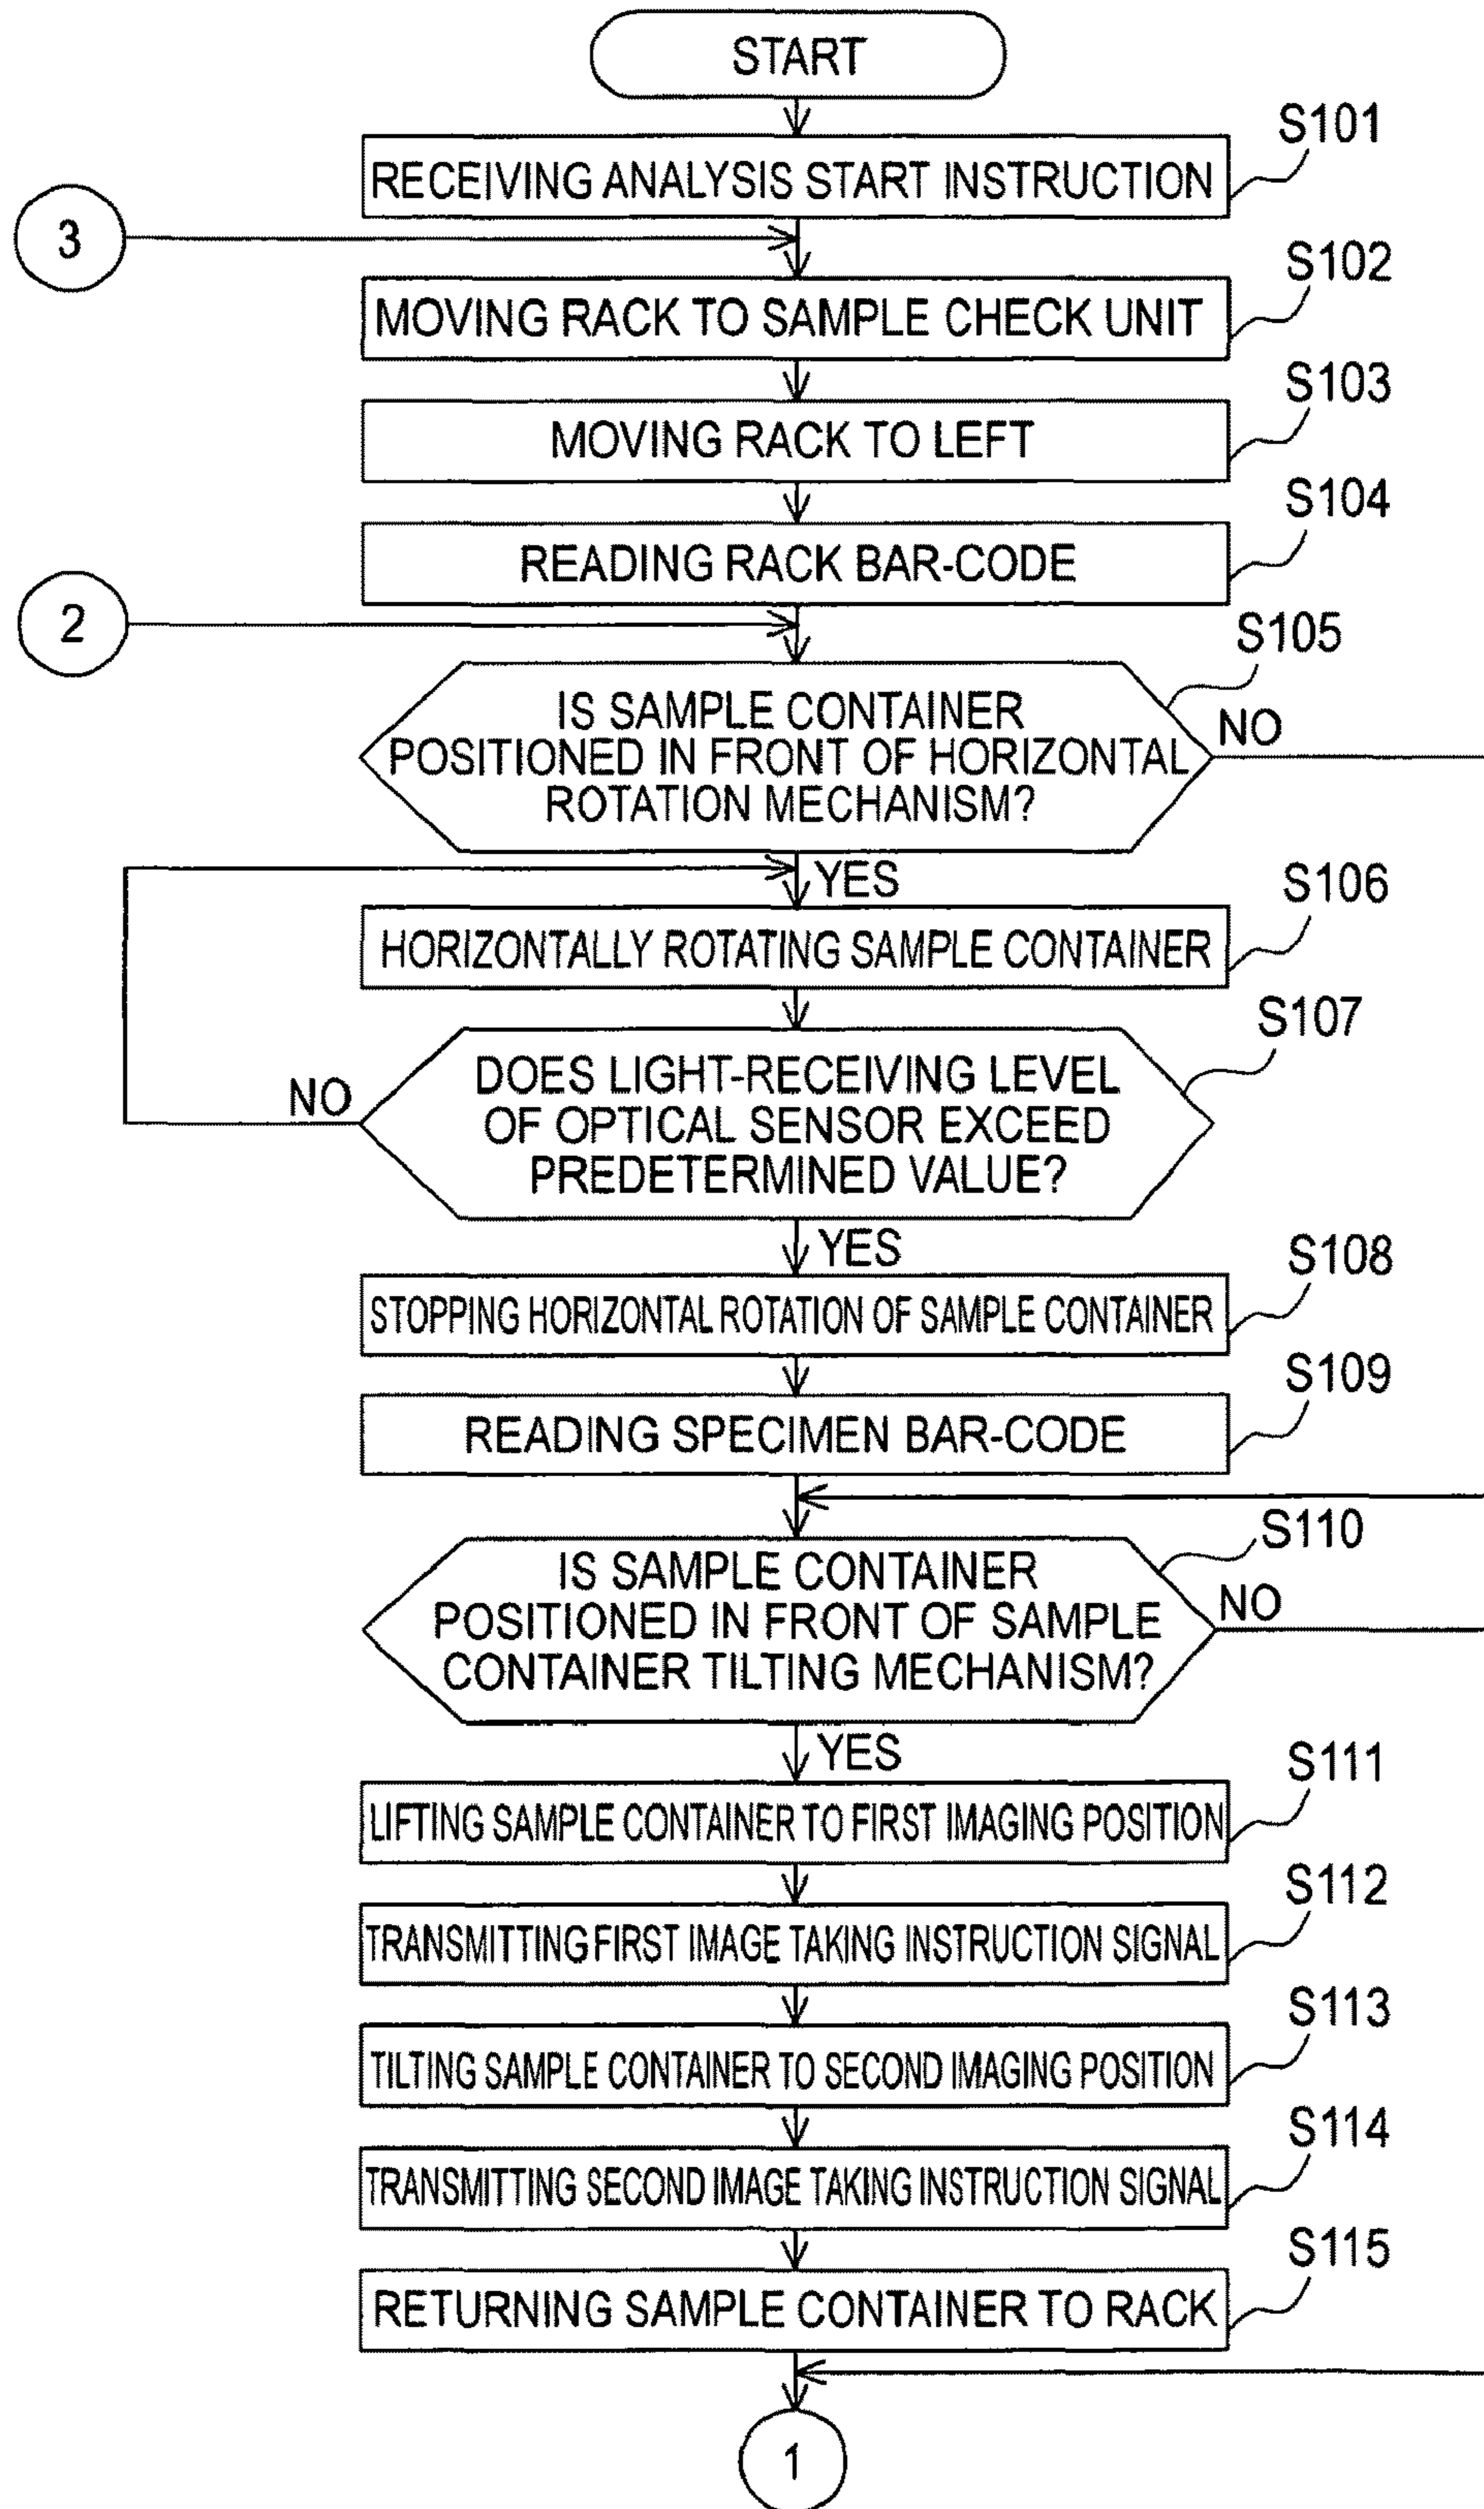 START
S101
RECEIVING ANALYSIS START INSTRUCTION
3
S102
MOVING RACK TO SAMPLE CHECK UNIT
S103
MOVING RACK TO LEFT
S104
READING RACK BAR-CODE
2
S105
IS SAMPLE CONTAINER
POSITIONED IN FRONT OF HORIZONTAL
ROTATION MECHANISM?
NO
YES
S106
HORIZONTALLY ROTATING SAMPLE CONTAINER
S107
DOES LIGHT-RECEIVING LEVEL
OF OPTICAL SENSOR EXCEED
PREDETERMINED VALUE?
NO
YES
S108
STOPPING HORIZONTAL ROTATION OF SAMPLE CONTAINER
S109
READING SPECIMEN BAR-CODE
S110
IS SAMPLE CONTAINER
POSITIONED IN FRONT OF SAMPLE
CONTAINER TILTING MECHANISM?
NO
YES
S111
LIFTING SAMPLE CONTAINER TO FIRST IMAGING POSITION
S112
TRANSMITTING FIRST IMAGE TAKING INSTRUCTION SIGNAL
S113
TILTING SAMPLE CONTAINER TO SECOND IMAGING POSITION
S114
TRANSMITTING SECOND IMAGE TAKING INSTRUCTION SIGNAL
S115
RETURNING SAMPLE CONTAINER TO RACK
1